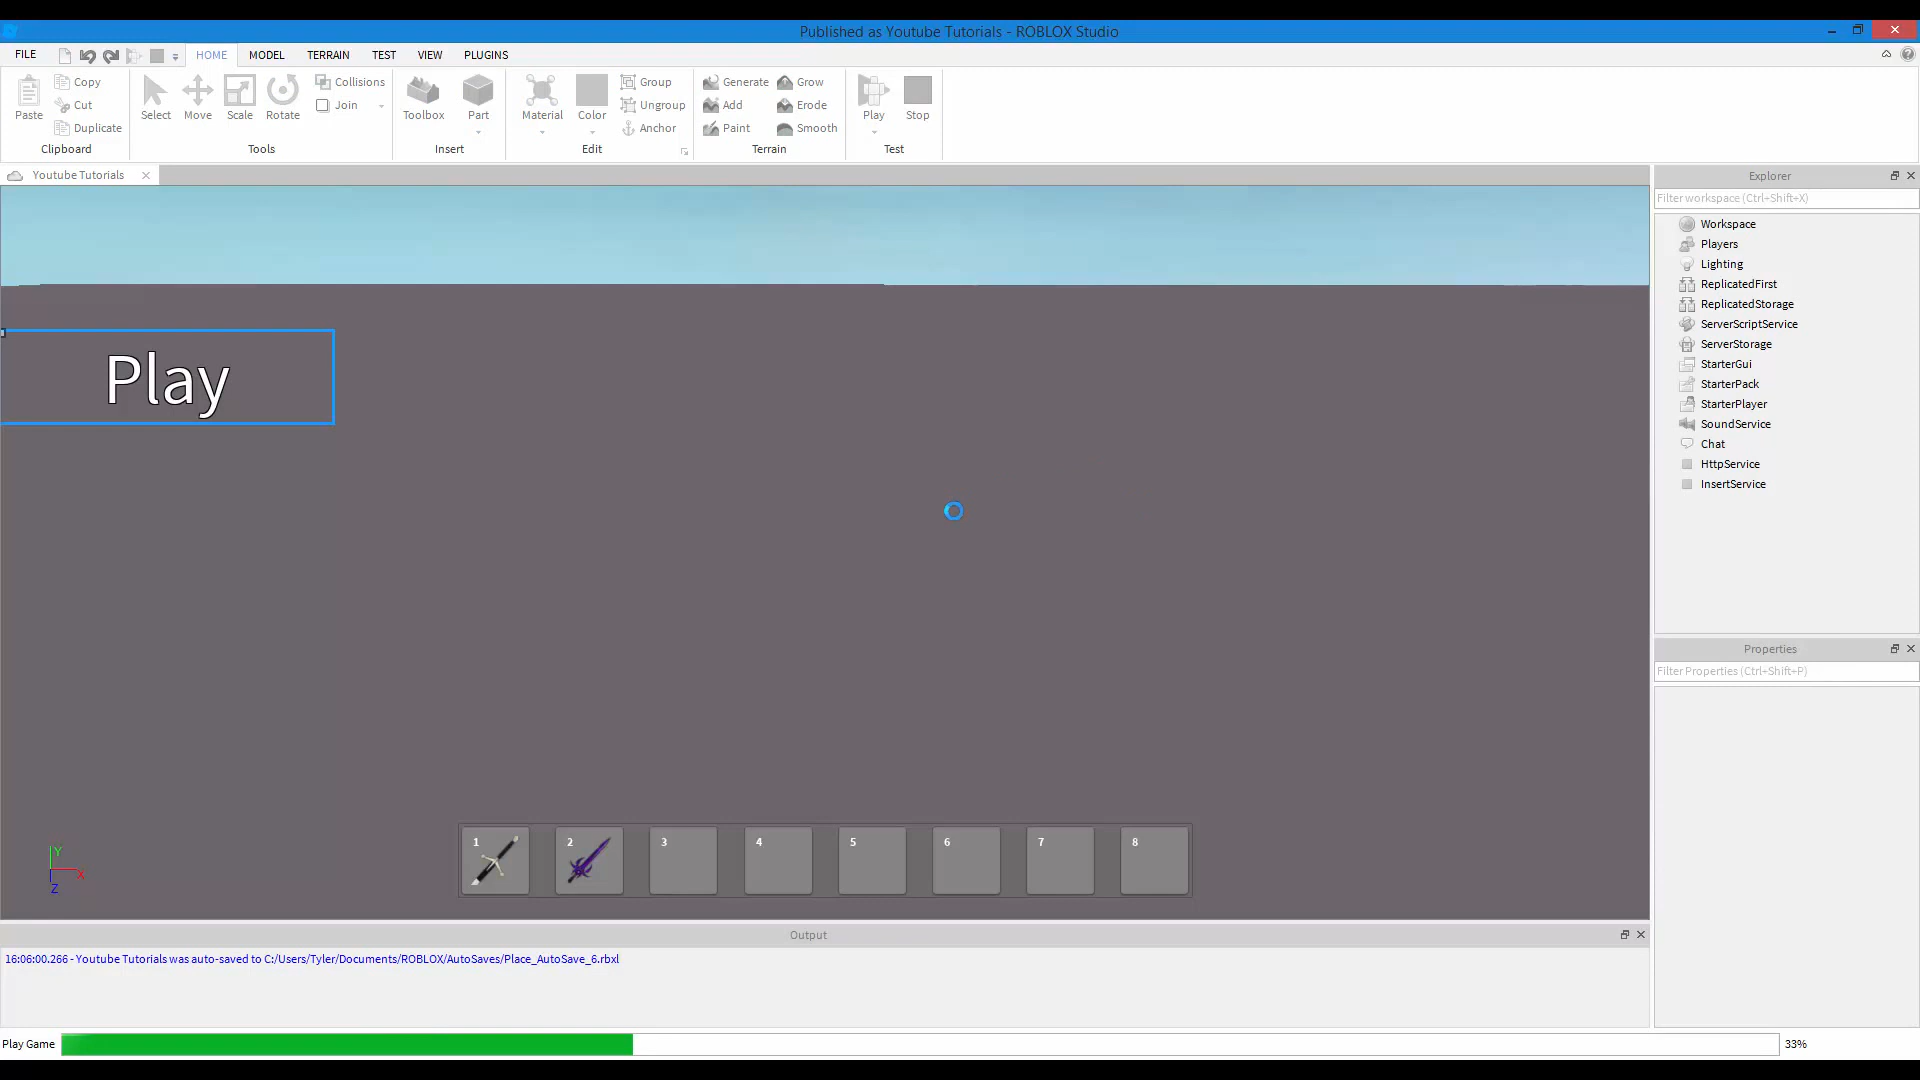 Published as Youtube Tutorials - ROBLOX Studio
FILE HOME MODEL TERRAIN TEST VIEW PLUGINS
Paste
Copy
Cut
Duplicate
Clipboard
Select Move Scale Rotate
Collisions
Join
Tools
Toolbox Part
Insert
Material Color
Group
Ungroup
Anchor
Edit
Generate Grow
Add Erode
Paint Smooth
Terrain
Play Stop
Test
Youtube Tutorials
Play
1 2 3 4 5 6 7 8
Y
X
Z
Explorer
Filter workspace (Ctrl+Shift+X)
Workspace
Players
Lighting
ReplicatedFirst
ReplicatedStorage
ServerScriptService
ServerStorage
StarterGui
StarterPack
StarterPlayer
SoundService
Chat
HttpService
InsertService
Properties
Filter Properties (Ctrl+Shift+P)
Output
16:06:00.266 - Youtube Tutorials was auto-saved to C:/Users/Tyler/Documents/ROBLOX/AutoSaves/Place_AutoSave_6.rbxl
Play Game 33%